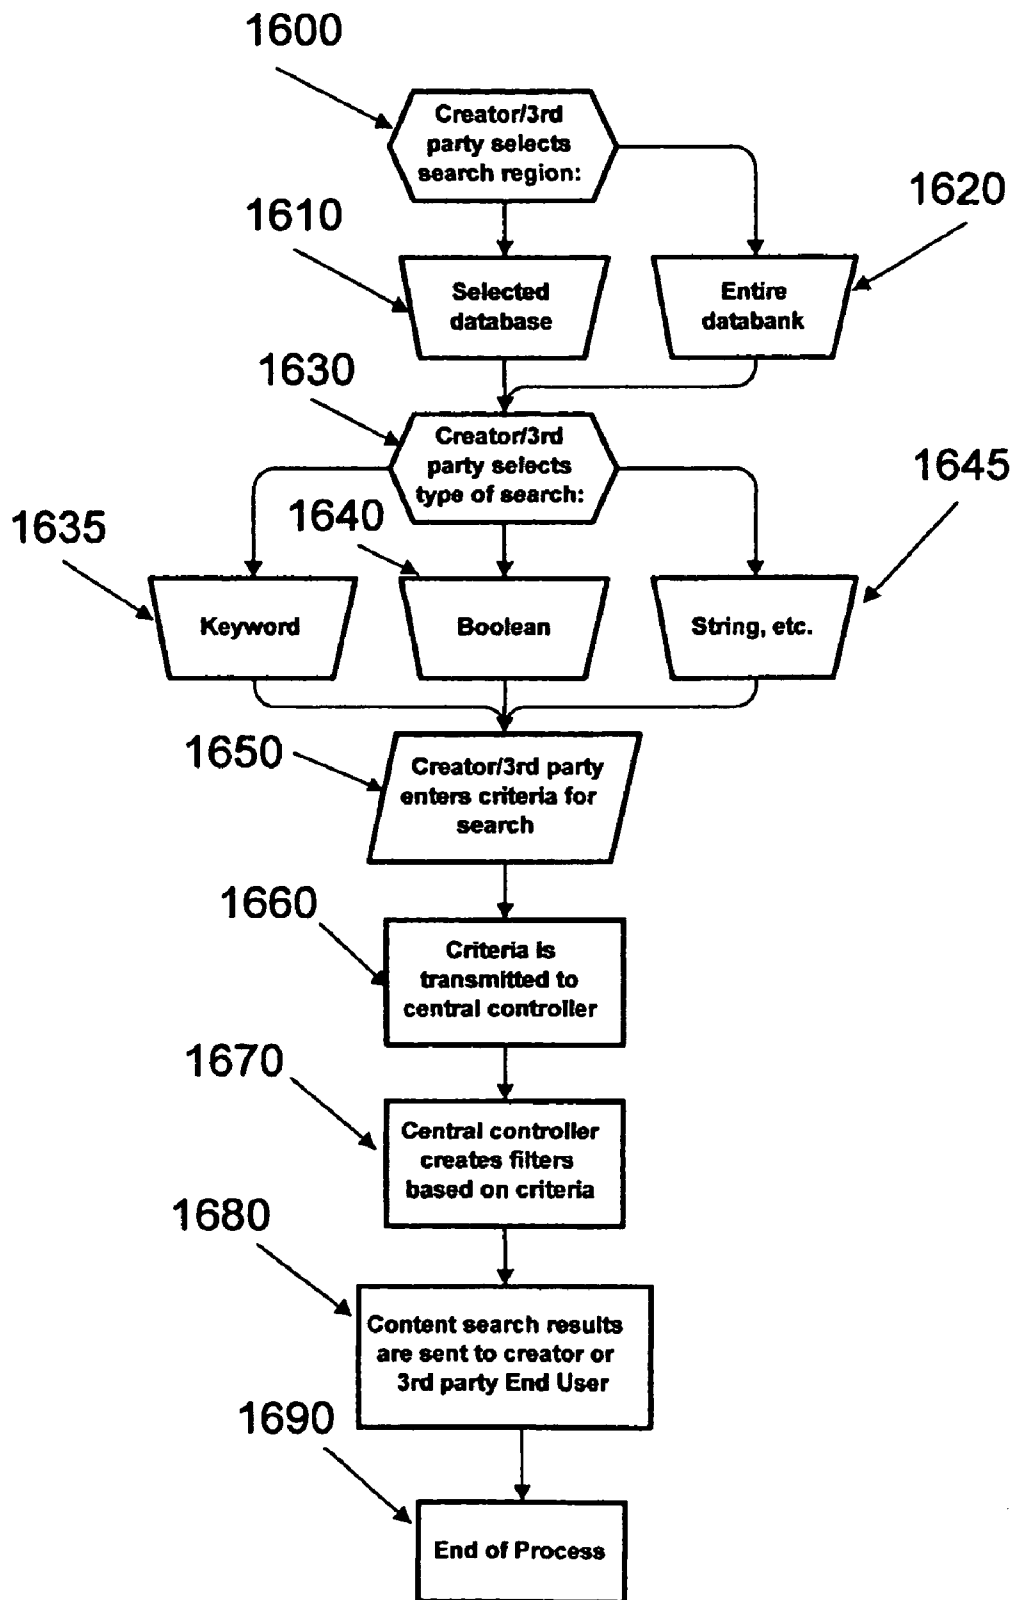 1600
Creator/3rd
party selects
search region:
1610
1620
Selected
database
Entire
databank
1630
Creator/3rd
party selects
type of search:
1640
1645
1635
Keyword
Boolean
String, etc.
1650
Creator/3rd party
enters criteria for
search
1660
Criteria is
transmitted to
central controller
1670
Central controller
creates filters
based on criteria
1680
Content search results
are sent to creator or
3rd party End User
1690
End of Process